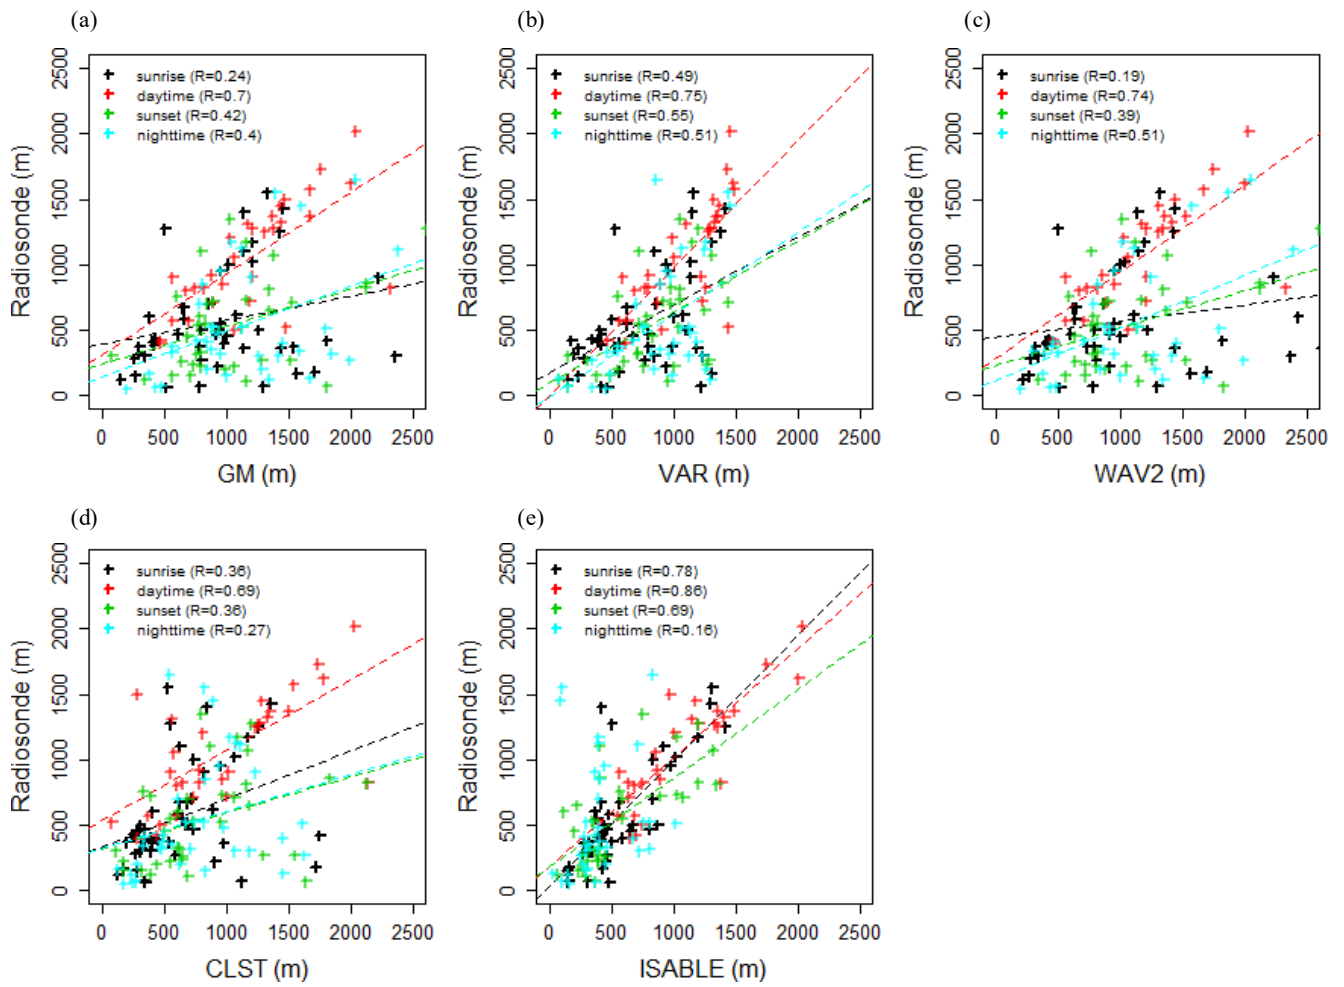 (a)
2500
2000
1500
1000
500
0
Radiosonde (m)
sunrise (R=0.24)
daytime (R=0.7)
sunset (R=0.42)
nighttime (R=0.4)
0 500 1000 1500 2000 2500
GM (m)
(b)
2500
2000
1500
1000
500
0
Radiosonde (m)
sunrise (R=0.49)
daytime (R=0.75)
sunset (R=0.55)
nighttime (R=0.51)
0 500 1000 1500 2000 2500
VAR (m)
(c)
2500
2000
1500
1000
500
0
Radiosonde (m)
sunrise (R=0.19)
daytime (R=0.74)
sunset (R=0.39)
nighttime (R=0.51)
0 500 1000 1500 2000 2500
WAV2 (m)
(d)
2500
2000
1500
1000
500
0
Radiosonde (m)
sunrise (R=0.36)
daytime (R=0.69)
sunset (R=0.36)
nighttime (R=0.27)
0 500 1000 1500 2000 2500
CLST (m)
(e)
2500
2000
1500
1000
500
0
Radiosonde (m)
sunrise (R=0.78)
daytime (R=0.86)
sunset (R=0.69)
nighttime (R=0.16)
0 500 1000 1500 2000 2500
ISABLE (m)